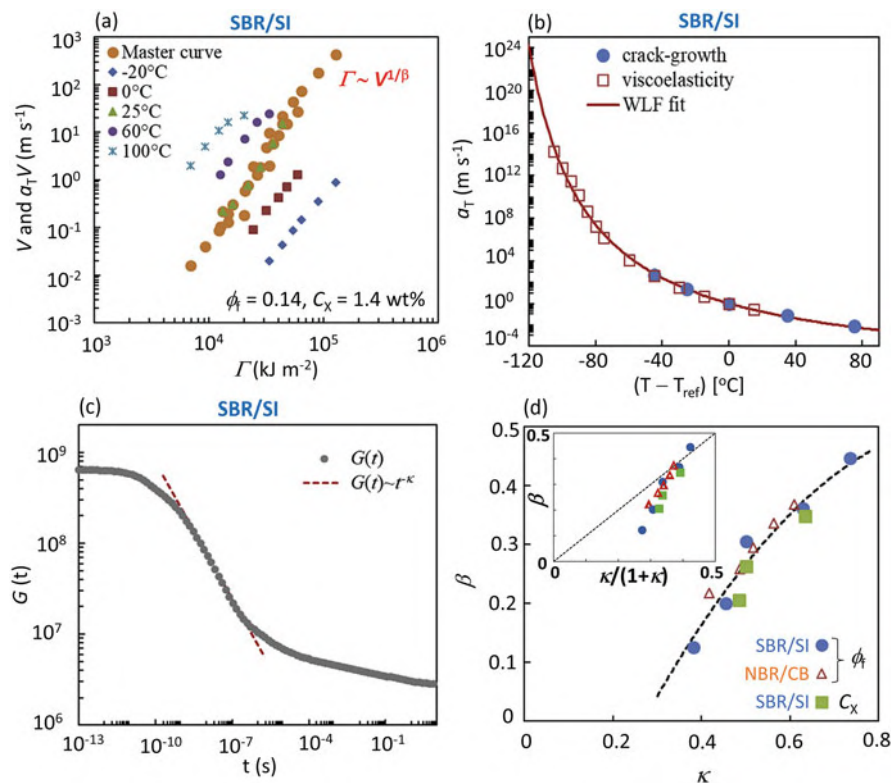 (a)
SBR/SI
V and a_T V (m s⁻¹)
10³
10²
10¹
10⁰
10⁻¹
10⁻²
10⁻³
Master curve
-20°C
0°C
25°C
60°C
100°C
Γ ~ V^{1/β}
ϕ_f = 0.14, C_X = 1.4 wt%
10³
10⁴
10⁵
10⁶
Γ (kJ m⁻²)
(b)
SBR/SI
a_T (m s⁻¹)
10²⁴
10²⁰
10¹⁶
10¹²
10⁸
10⁴
10⁰
10⁻⁴
crack-growth
viscoelasticity
WLF fit
-120
-80
-40
0
40
80
(T − T_ref) [°C]
(c)
SBR/SI
G (t)
10⁹
10⁸
10⁷
10⁶
G(t)
G(t)~t^{-κ}
10⁻¹³
10⁻¹⁰
10⁻⁷
10⁻⁴
10⁻¹
t (s)
(d)
β
0.5
0.4
0.3
0.2
0.1
0
0.5
β
0
0
κ/(1+κ)
0.5
SBR/SI
NBR/CB
ϕ_f
SBR/SI
C_X
0.2
0.4
0.6
0.8
κ